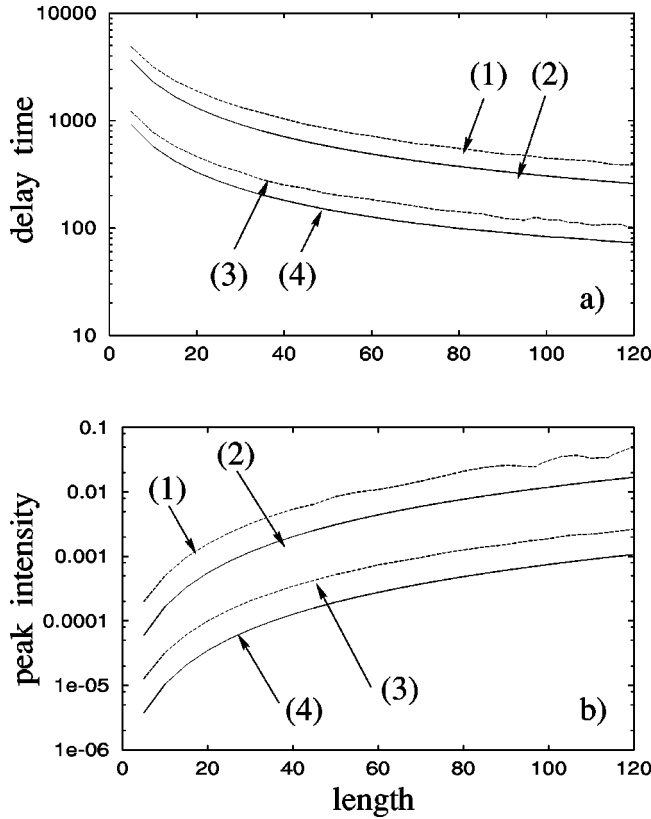 10000
1000
100
10
delay time
(1)
(2)
(3)
(4)
a)
0 20 40 60 80 100 120
0.1
0.01
0.001
0.0001
1e-05
1e-06
peak intensity
(2)
(1)
(3)
(4)
b)
0 20 40 60 80 100 120
length